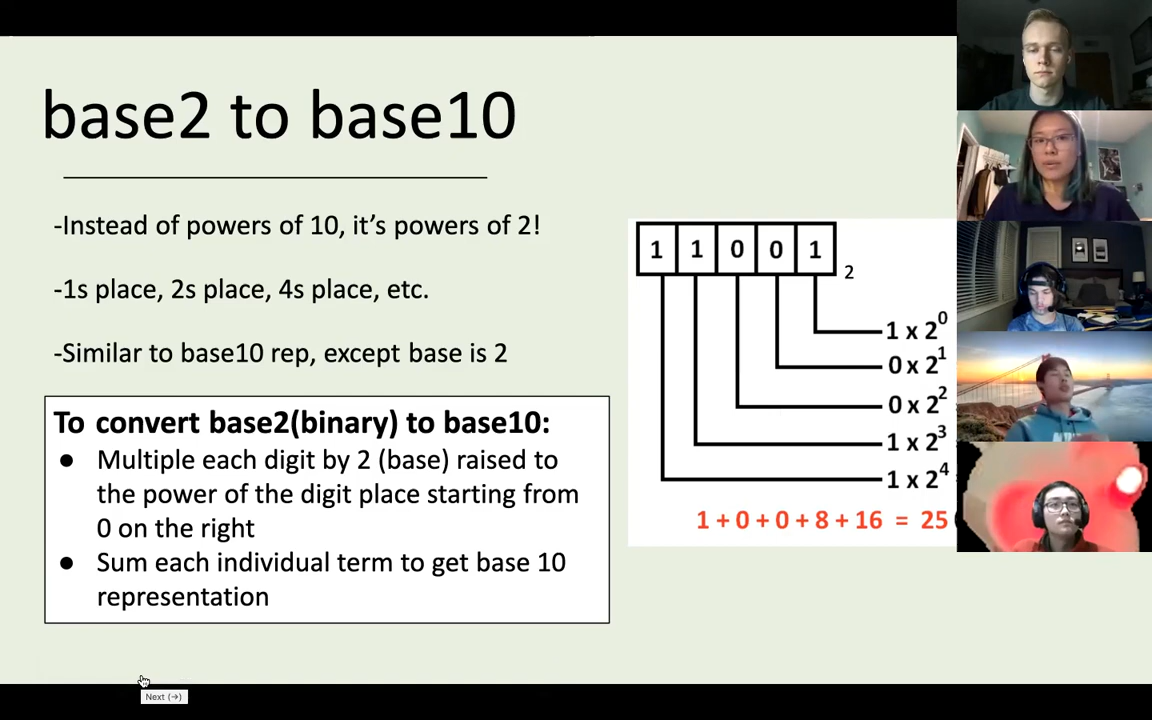 base2 to base10
-Instead of powers of 10, it's powers of 2!
-1s place, 2s place, 4s place, etc.
-Similar to base10 rep, except base is 2
To convert base2(binary) to base10:
● Multiple each digit by 2 (base) raised to
the power of the digit place starting from
0 on the right
● Sum each individual term to get base 10
representation
1 1 0 0 1 2
1 x 2^0
0 x 2^1
0 x 2^2
1 x 2^3
1 x 2^4
1 + 0 + 0 + 8 + 16 = 25
Next (→)